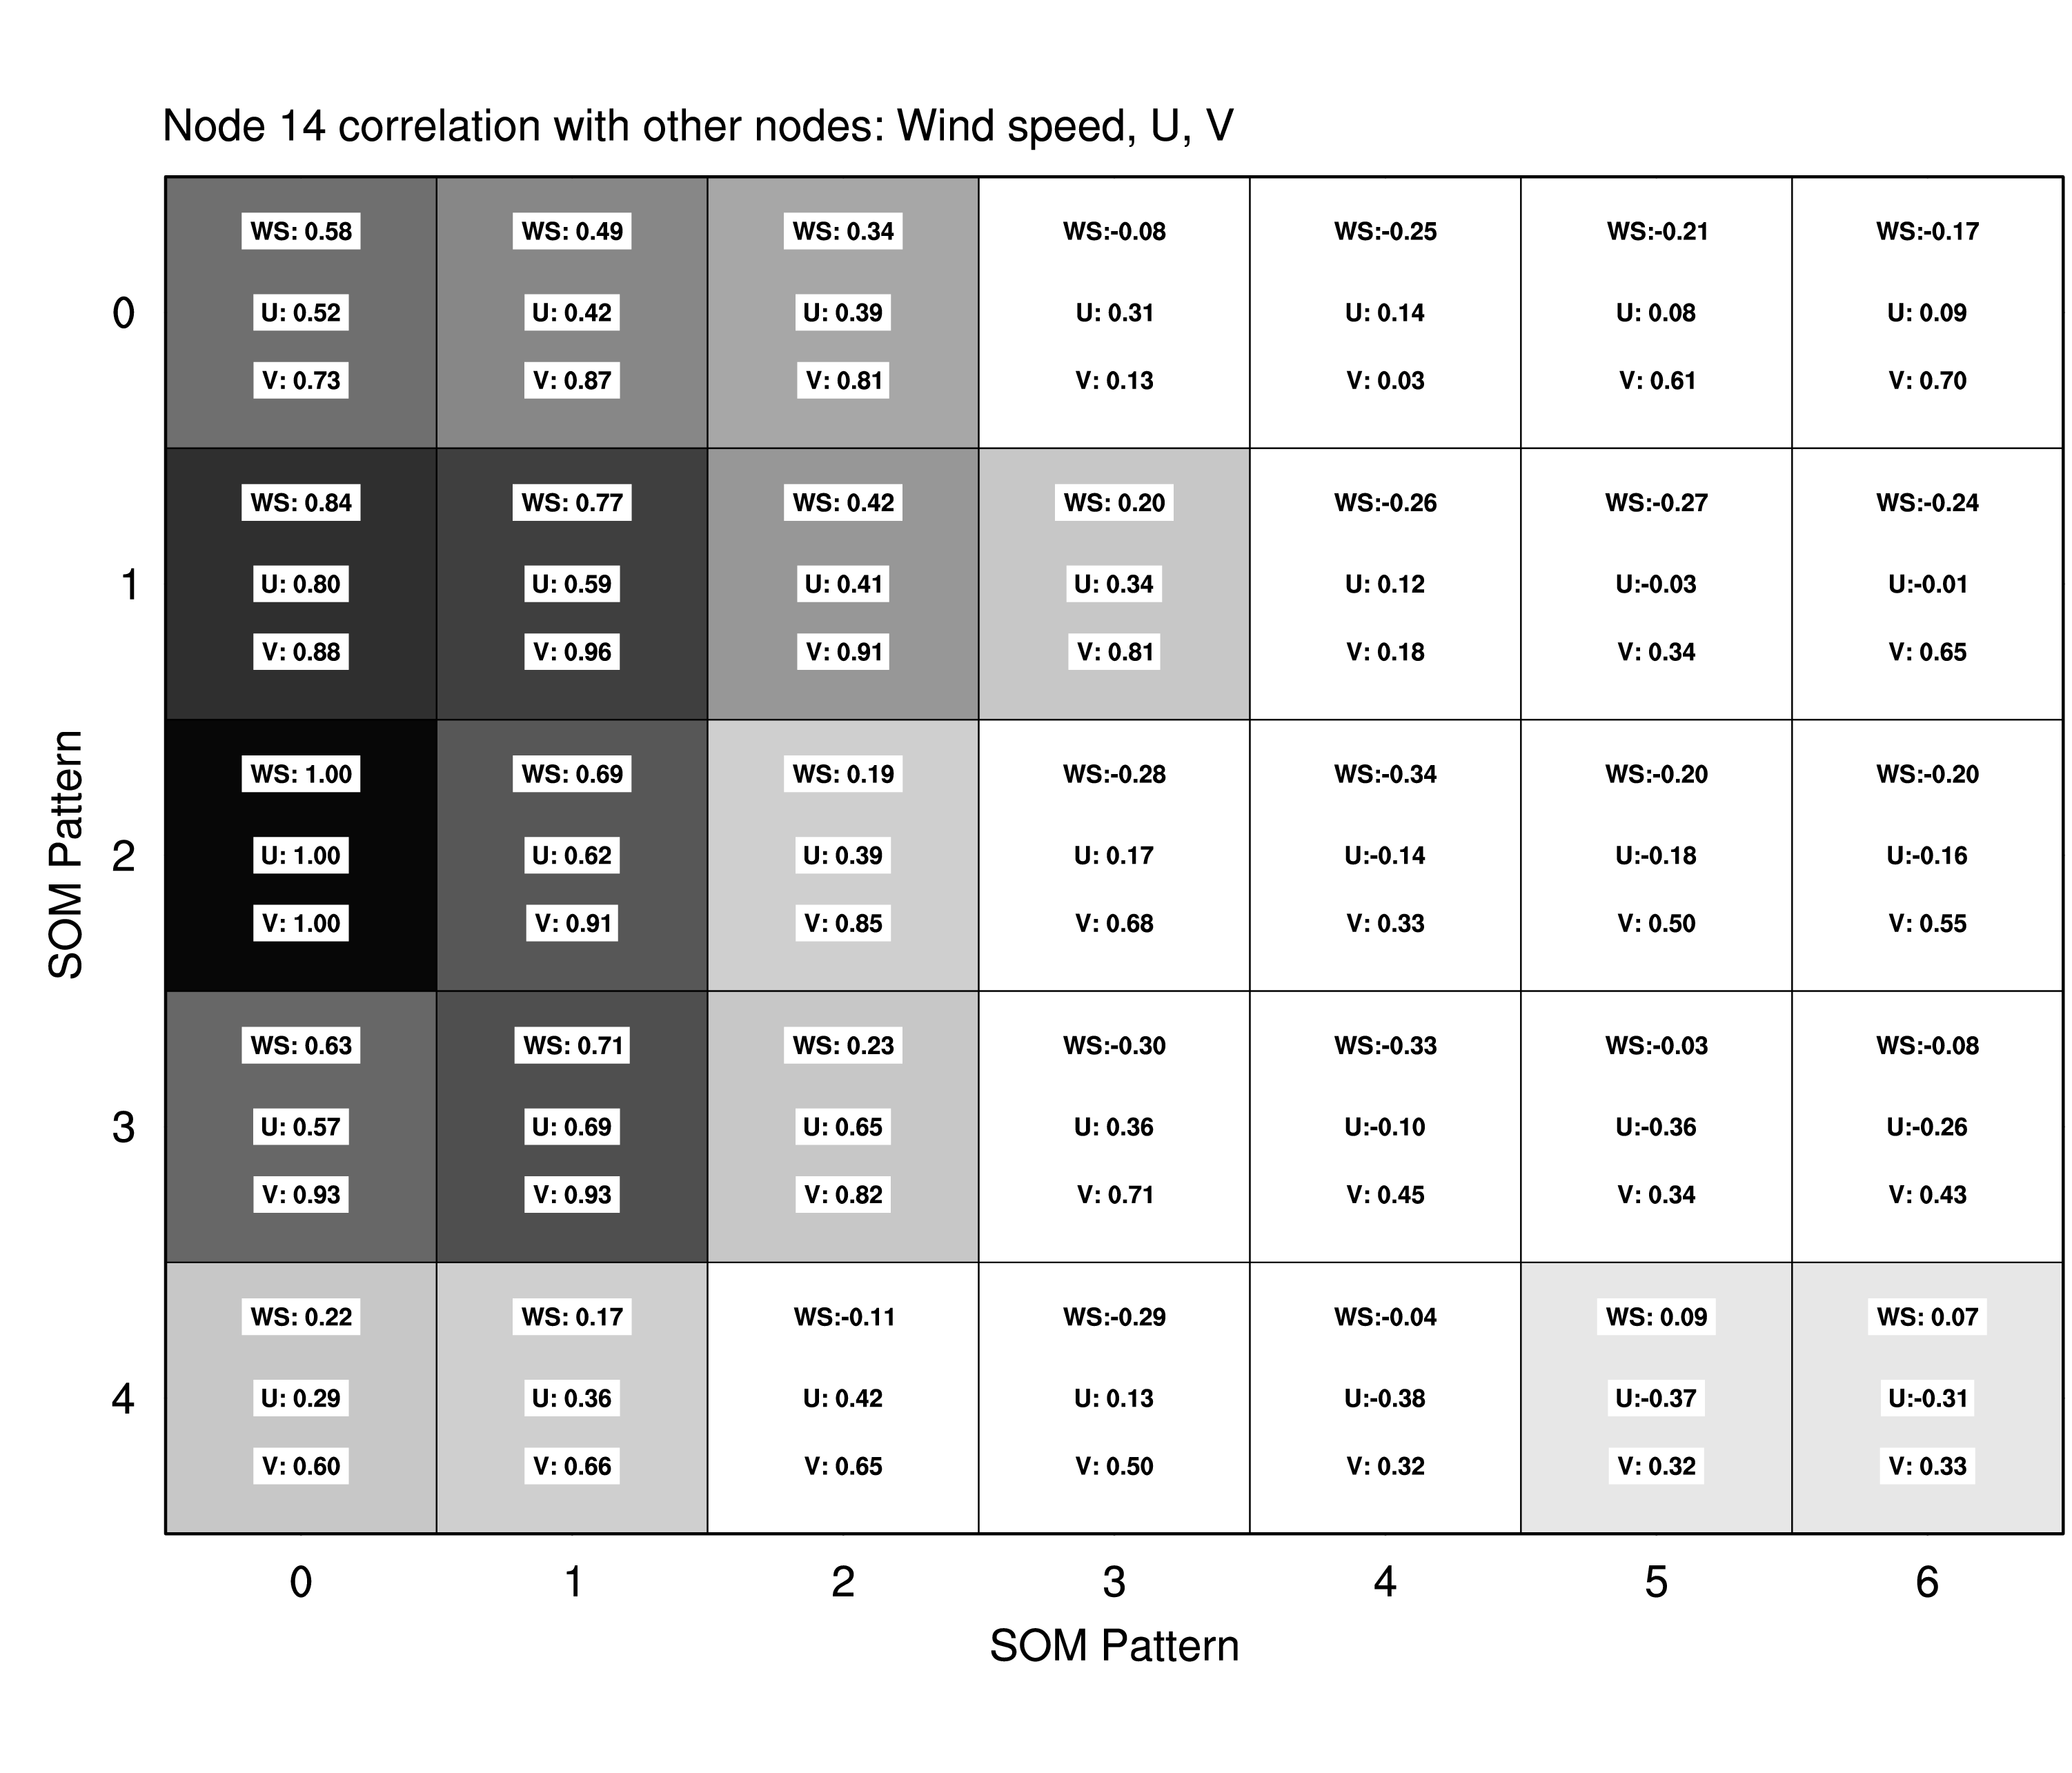 Node 14 correlation with other nodes: Wind speed, U, V
WS: 0.58 WS: 0.49 WS: 0.34 WS:-0.08 WS:-0.25 WS:-0.21 WS:-0.17
0 U: 0.52 U: 0.42 U: 0.39 U: 0.31 U: 0.14 U: 0.08 U: 0.09
V: 0.73 V: 0.87 V: 0.81 V: 0.13 V: 0.03 V: 0.61 V: 0.70
WS: 0.84 WS: 0.77 WS: 0.42 WS: 0.20 WS:-0.26 WS:-0.27 WS:-0.24
1 U: 0.80 U: 0.59 U: 0.41 U: 0.34 U: 0.12 U:-0.03 U:-0.01
V: 0.88 V: 0.96 V: 0.91 V: 0.81 V: 0.18 V: 0.34 V: 0.65
SOM Pattern
WS: 1.00 WS: 0.69 WS: 0.19 WS:-0.28 WS:-0.34 WS:-0.20 WS:-0.20
2 U: 1.00 U: 0.62 U: 0.39 U: 0.17 U:-0.14 U:-0.18 U:-0.16
V: 1.00 V: 0.91 V: 0.85 V: 0.68 V: 0.33 V: 0.50 V: 0.55
WS: 0.63 WS: 0.71 WS: 0.23 WS:-0.30 WS:-0.33 WS:-0.03 WS:-0.08
3 U: 0.57 U: 0.69 U: 0.65 U: 0.36 U:-0.10 U:-0.36 U:-0.26
V: 0.93 V: 0.93 V: 0.82 V: 0.71 V: 0.45 V: 0.34 V: 0.43
WS: 0.22 WS: 0.17 WS:-0.11 WS:-0.29 WS:-0.04 WS: 0.09 WS: 0.07
4 U: 0.29 U: 0.36 U: 0.42 U: 0.13 U:-0.38 U:-0.37 U:-0.31
V: 0.60 V: 0.66 V: 0.65 V: 0.50 V: 0.32 V: 0.32 V: 0.33
0 1 2 3 4 5 6
SOM Pattern